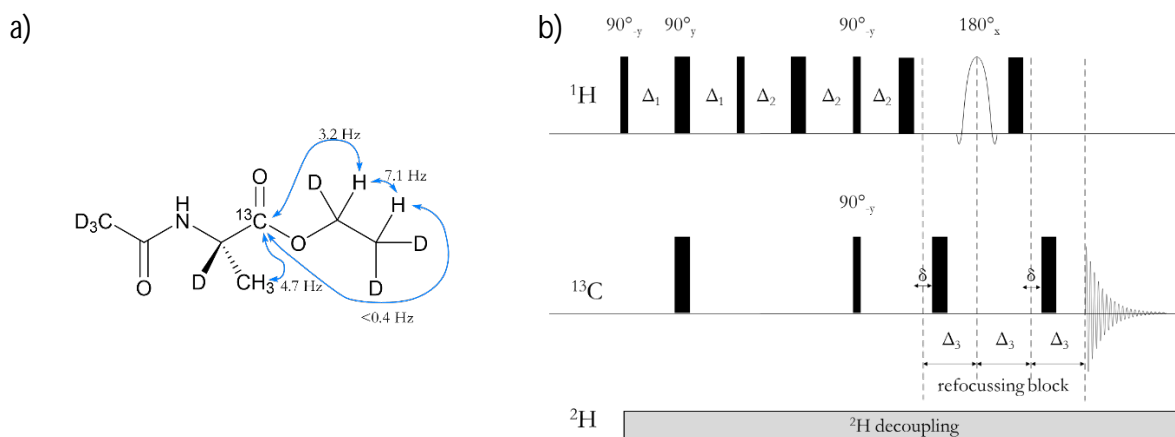 a)
3.2 Hz
O
H
7.1 Hz
D
H
D₃C
H
N
13C
O
D
D
CH₃
D
O
4.7 Hz
<0.4 Hz
b)
90°-y 90°y 90°-y 180°x
¹H Δ₁ Δ₁ Δ₂ Δ₂ Δ₂
90°-y
¹³C δ δ
Δ₃ Δ₃ Δ₃
refocussing block
²H ²H decoupling